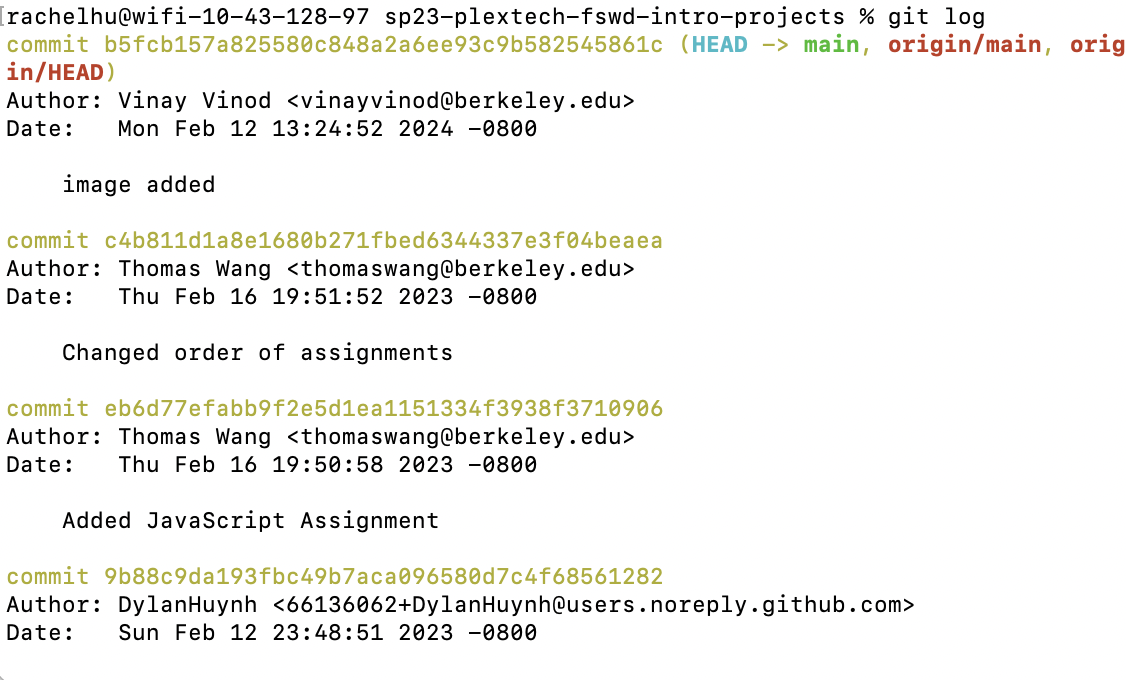 [rachelhu@wifi-10-43-128-97 sp23-plextech-fswd-intro-projects % git log
commit b5fcb157a825580c848a2a6ee93c9b582545861c (HEAD -> main, origin/main, orig
in/HEAD)
Author: Vinay Vinod <vinayvinod@berkeley.edu>
Date:   Mon Feb 12 13:24:52 2024 -0800
    image added
commit c4b811d1a8e1680b271fbed6344337e3f04beaea
Author: Thomas Wang <thomaswang@berkeley.edu>
Date:   Thu Feb 16 19:51:52 2023 -0800
    Changed order of assignments
commit eb6d77efabb9f2e5d1ea1151334f3938f3710906
Author: Thomas Wang <thomaswang@berkeley.edu>
Date:   Thu Feb 16 19:50:58 2023 -0800
    Added JavaScript Assignment
commit 9b88c9da193fbc49b7aca096580d7c4f68561282
Author: DylanHuynh <66136062+DylanHuynh@users.noreply.github.com>
Date:   Sun Feb 12 23:48:51 2023 -0800